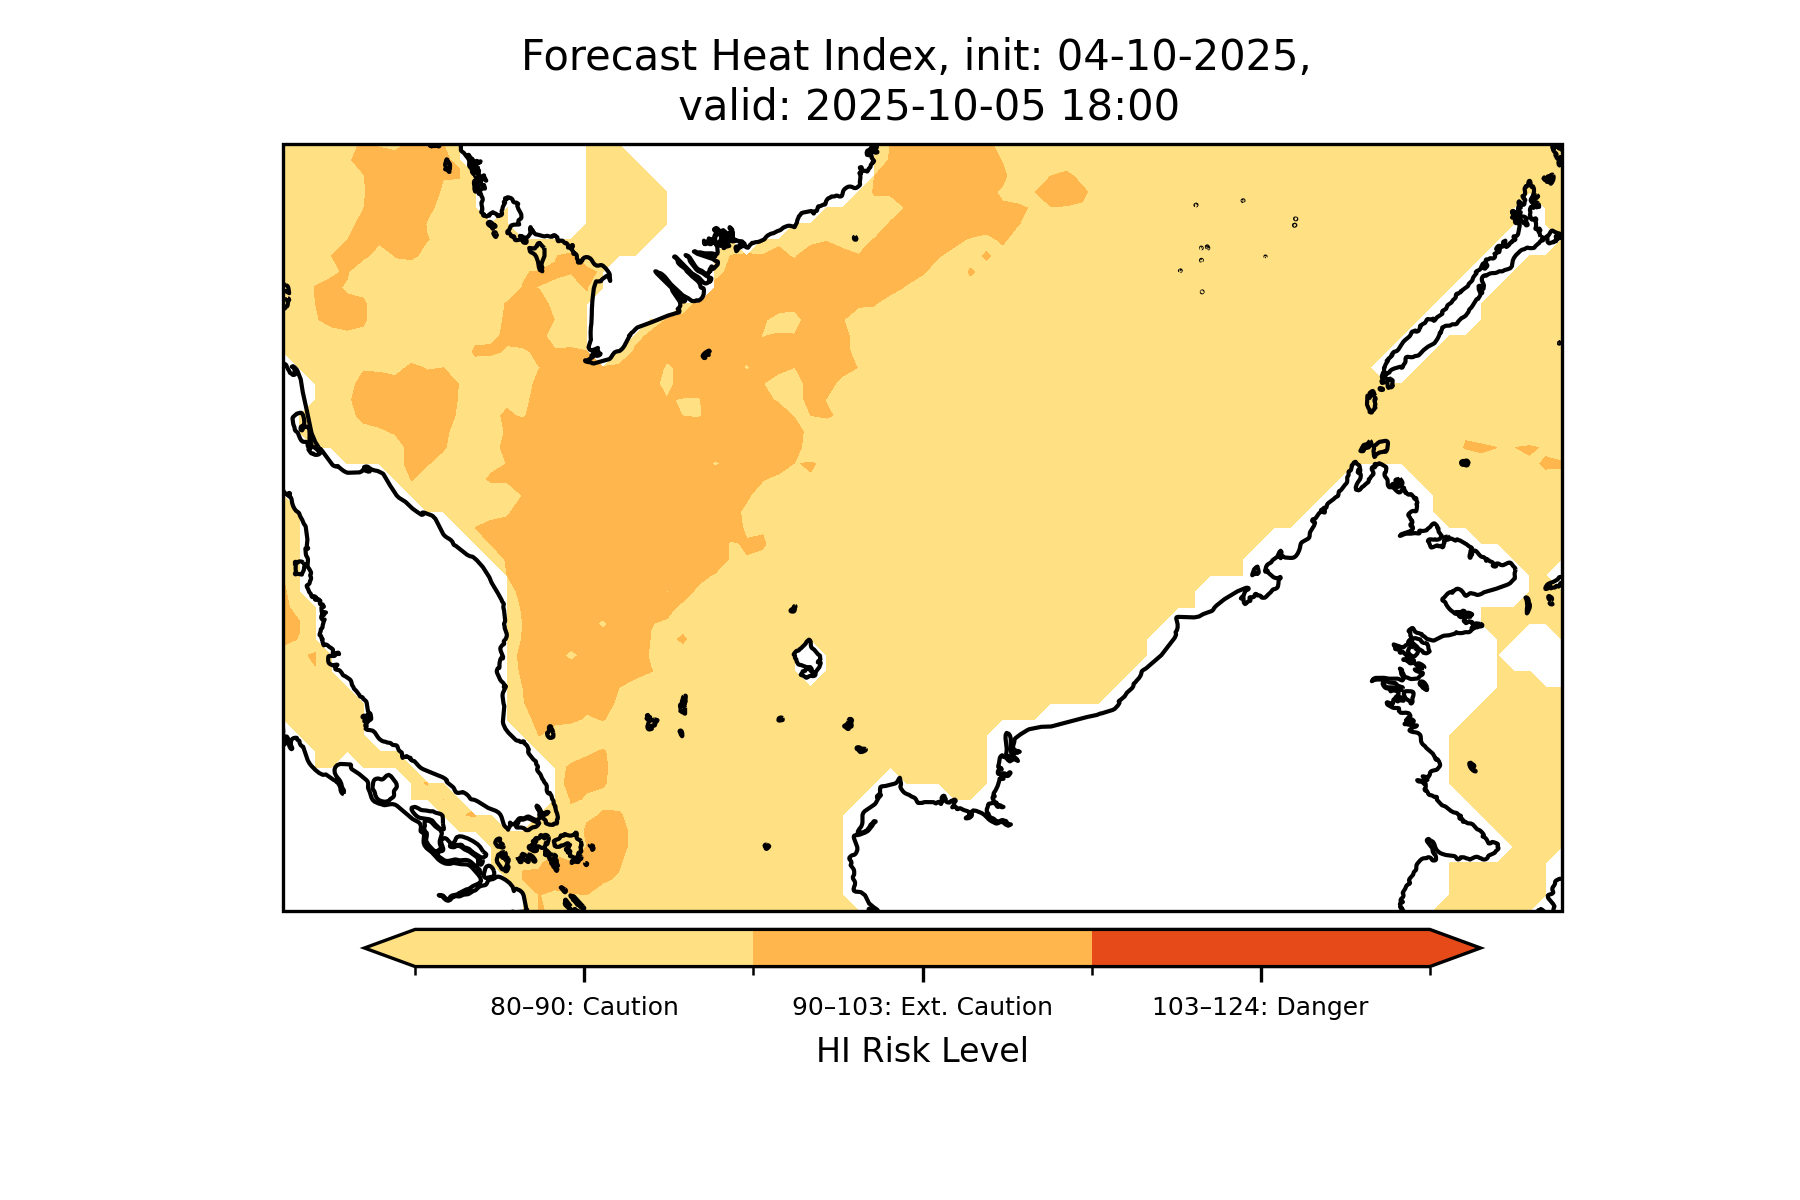 Forecast Heat Index, init: 04-10-2025,
valid: 2025-10-05 18:00
80–90: Caution
90–103: Ext. Caution
103–124: Danger
HI Risk Level